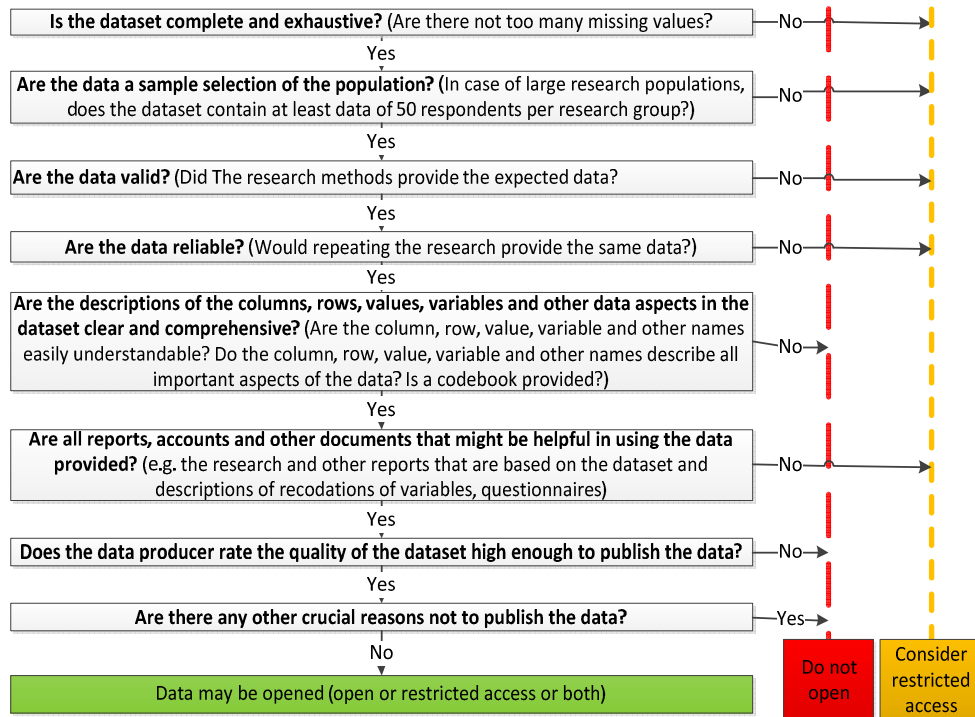 Is the dataset complete and exhaustive? (Are there not too many missing values?
No
Yes
Are the data a sample selection of the population? (In case of large research populations,
does the dataset contain at least data of 50 respondents per research group?)
No
Yes
Are the data valid? (Did The research methods provide the expected data?
No
Yes
Are the data reliable? (Would repeating the research provide the same data?)
No
Yes
Are the descriptions of the columns, rows, values, variables and other data aspects in the
dataset clear and comprehensive? (Are the column, row, value, variable and other names
easily understandable? Do the column, row, value, variable and other names describe all
important aspects of the data? Is a codebook provided?)
No
Yes
Are all reports, accounts and other documents that might be helpful in using the data
provided? (e.g. the research and other reports that are based on the dataset and
descriptions of recodations of variables, questionnaires)
No
Yes
Does the data producer rate the quality of the dataset high enough to publish the data?
No
Yes
Are there any other crucial reasons not to publish the data?
Yes
No
Data may be opened (open or restricted access or both)
Do not
open
Consider
restricted
access